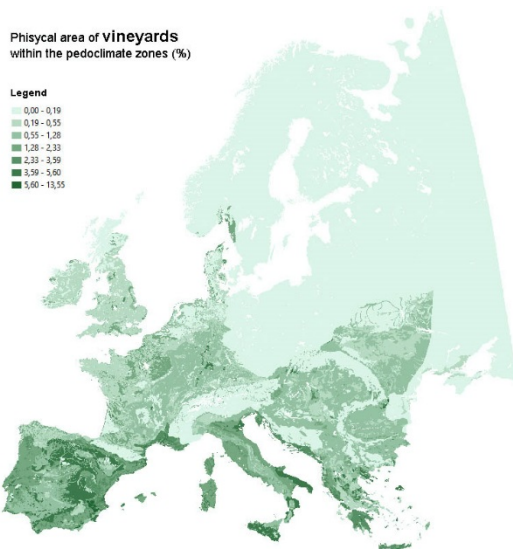 Phisycal area of vineyards
within the pedoclimate zones (%)
Legend
0,00 - 0,19
0,19 - 0,55
0,55 - 1,28
1,28 - 2,33
2,33 - 3,59
3,59 - 5,60
5,60 - 13,55